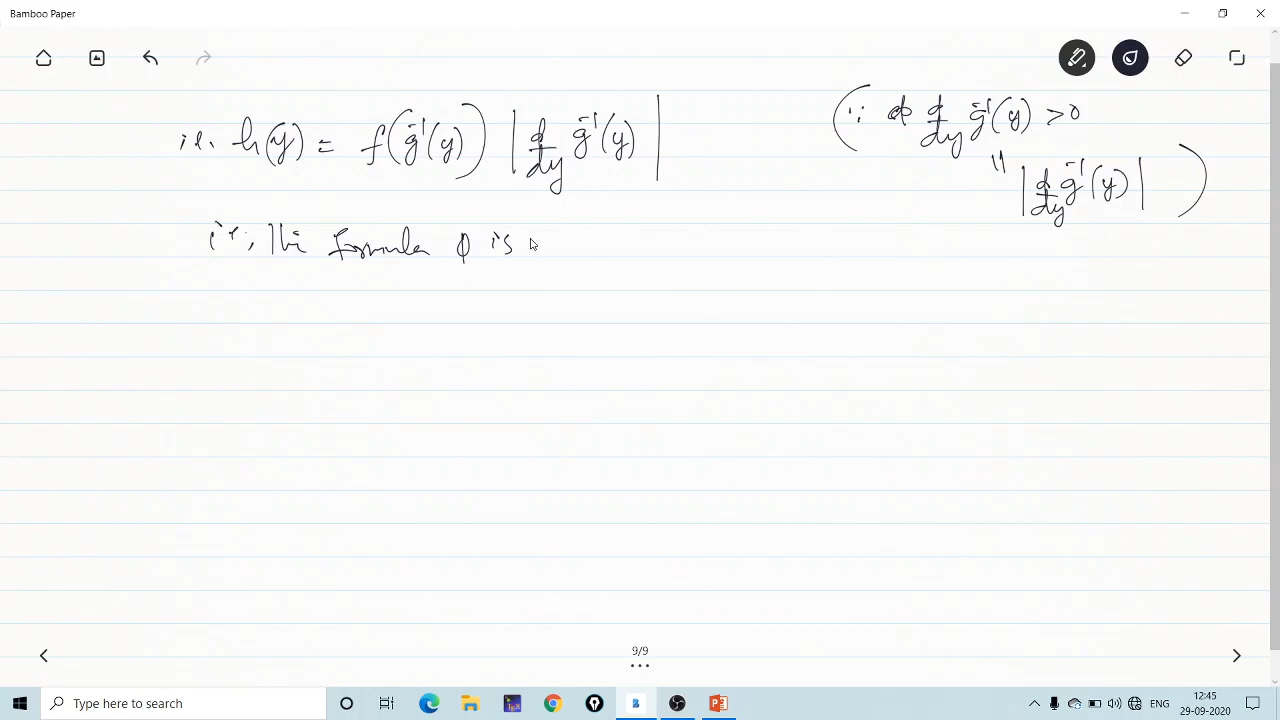 Bamboo Paper
i.e. h(y) = f(g⁻¹(y)) |d/dy g⁻¹(y)|
(∵ d/dy g⁻¹(y) > 0
|| |d/dy g⁻¹(y)| )
i.e., The formula ϕ is
9/9
Type here to search
ENG
12:45
29-09-2020